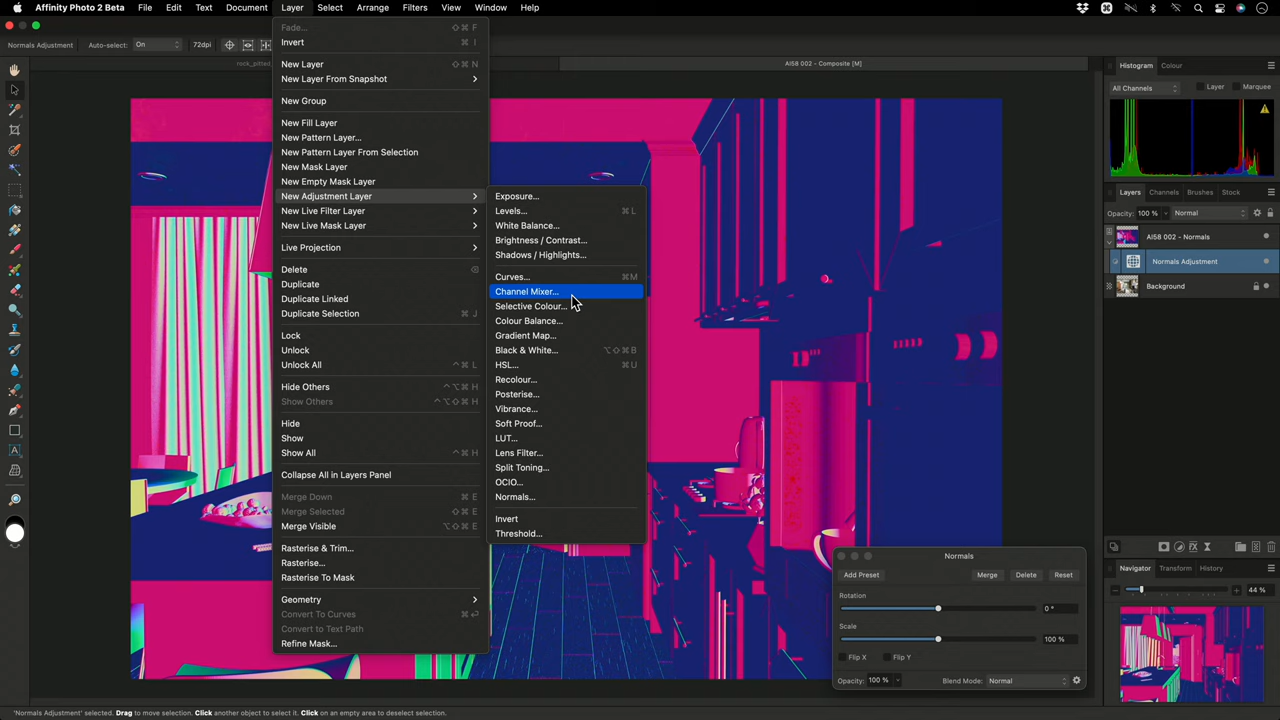 Affinity Photo 2 Beta File Edit Text Document Layer Select Arrange Filters View Window Help
Normals Adjustment Auto-select: On 72dpi
rock_pitted_
AI58 002 - Composite [M]
Fade... ⇧⌘ F
Invert ⌘ I
New Layer ⇧⌘ N
New Layer From Snapshot
New Group
New Fill Layer
New Pattern Layer...
New Pattern Layer From Selection
New Mask Layer
New Empty Mask Layer
New Adjustment Layer
New Live Filter Layer
New Live Mask Layer
Live Projection
Delete
Duplicate
Duplicate Linked
Duplicate Selection ⌘ J
Lock
Unlock
Unlock All ^⌘ L
Hide Others ^⌥⌘ H
Show Others ^⌥⇧⌘ H
Hide
Show
Show All ^⌘ H
Collapse All in Layers Panel
Merge Down ⌘ E
Merge Selected ⇧⌘ E
Merge Visible ⌥⇧⌘ E
Rasterise & Trim...
Rasterise...
Rasterise To Mask
Geometry
Convert To Curves ⌘↩
Convert to Text Path
Refine Mask...
Exposure...
Levels... ⌘ L
White Balance...
Brightness / Contrast...
Shadows / Highlights...
Curves... ⌘M
Channel Mixer...
Selective Colour...
Colour Balance...
Gradient Map...
Black & White... ⌥⇧⌘B
HSL... ⌘U
Recolour...
Posterise...
Vibrance...
Soft Proof...
LUT...
Lens Filter...
Split Toning...
OCIO...
Normals...
Invert
Threshold...
Histogram Colour
All Channels Layer Marquee
Layers Channels Brushes Stock
Opacity: 100 % Normal
AI58 002 - Normals
Normals Adjustment
Background
Normals
Add Preset Merge Delete Reset
Rotation
0 °
Scale
100 %
Flip X Flip Y
Opacity: 100 % Blend Mode: Normal
Navigator Transform History
44 %
'Normals Adjustment' selected. Drag to move selection. Click another object to select it. Click on an empty area to deselect selection.